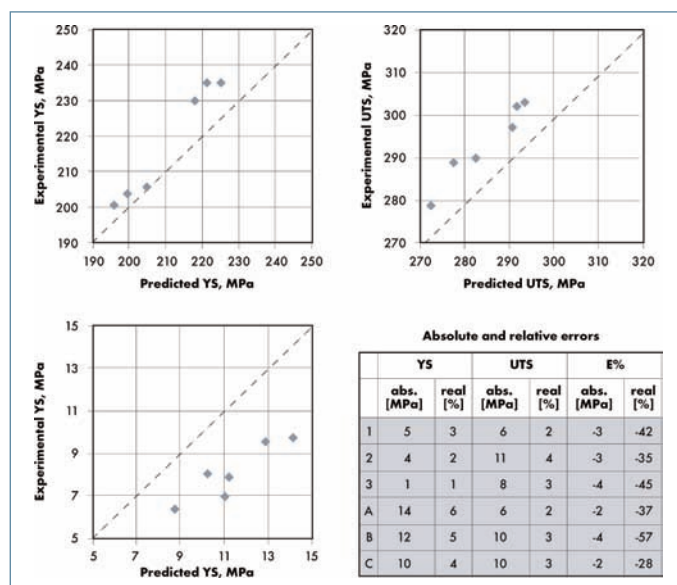 250
240
230
220
210
200
190
190 200 210 220 230 240 250
Experimental YS, MPa
Predicted YS, MPa
320
310
300
290
280
270
270 280 290 300 310 320
Experimental UTS, MPa
Predicted UTS, MPa
15
13
11
9
7
5
5 7 9 11 13 15
Experimental YS, MPa
Predicted YS, MPa
Absolute and relative errors
YS UTS E%
abs. [MPa] real [%] abs. [MPa] real [%] abs. [MPa] real [%]
1 5 3 6 2 -3 -42
2 4 2 11 4 -3 -35
3 1 1 8 3 -4 -45
A 14 6 6 2 -2 -37
B 12 5 10 3 -4 -57
C 10 4 10 3 -2 -28